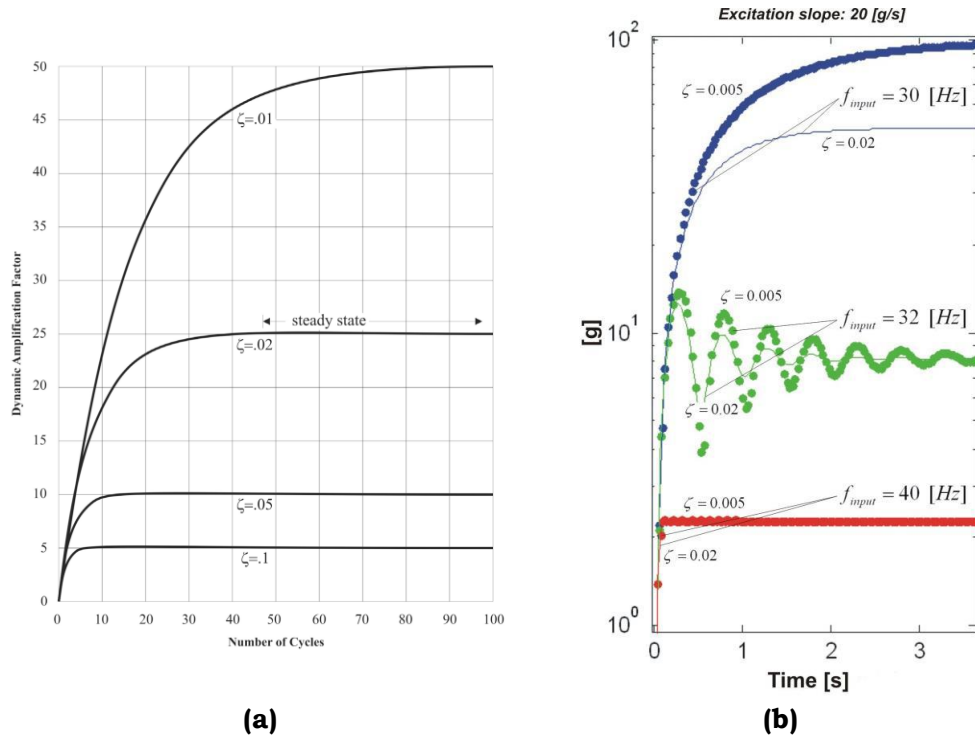 Dynamic Amplification Factor
50
45
40
35
30
25
20
15
10
5
0
ζ=.01
steady state
ζ=.02
ζ=.05
ζ=.1
0 10 20 30 40 50 60 70 80 90 100
Number of Cycles
(a)
Excitation slope: 20 [g/s]
[g]
10²
10¹
10⁰
ζ = 0.005
f_input = 30 [Hz]
ζ = 0.02
ζ = 0.005
f_input = 32 [Hz]
ζ = 0.02
ζ = 0.005
f_input = 40 [Hz]
ζ = 0.02
0 1 2 3
Time [s]
(b)